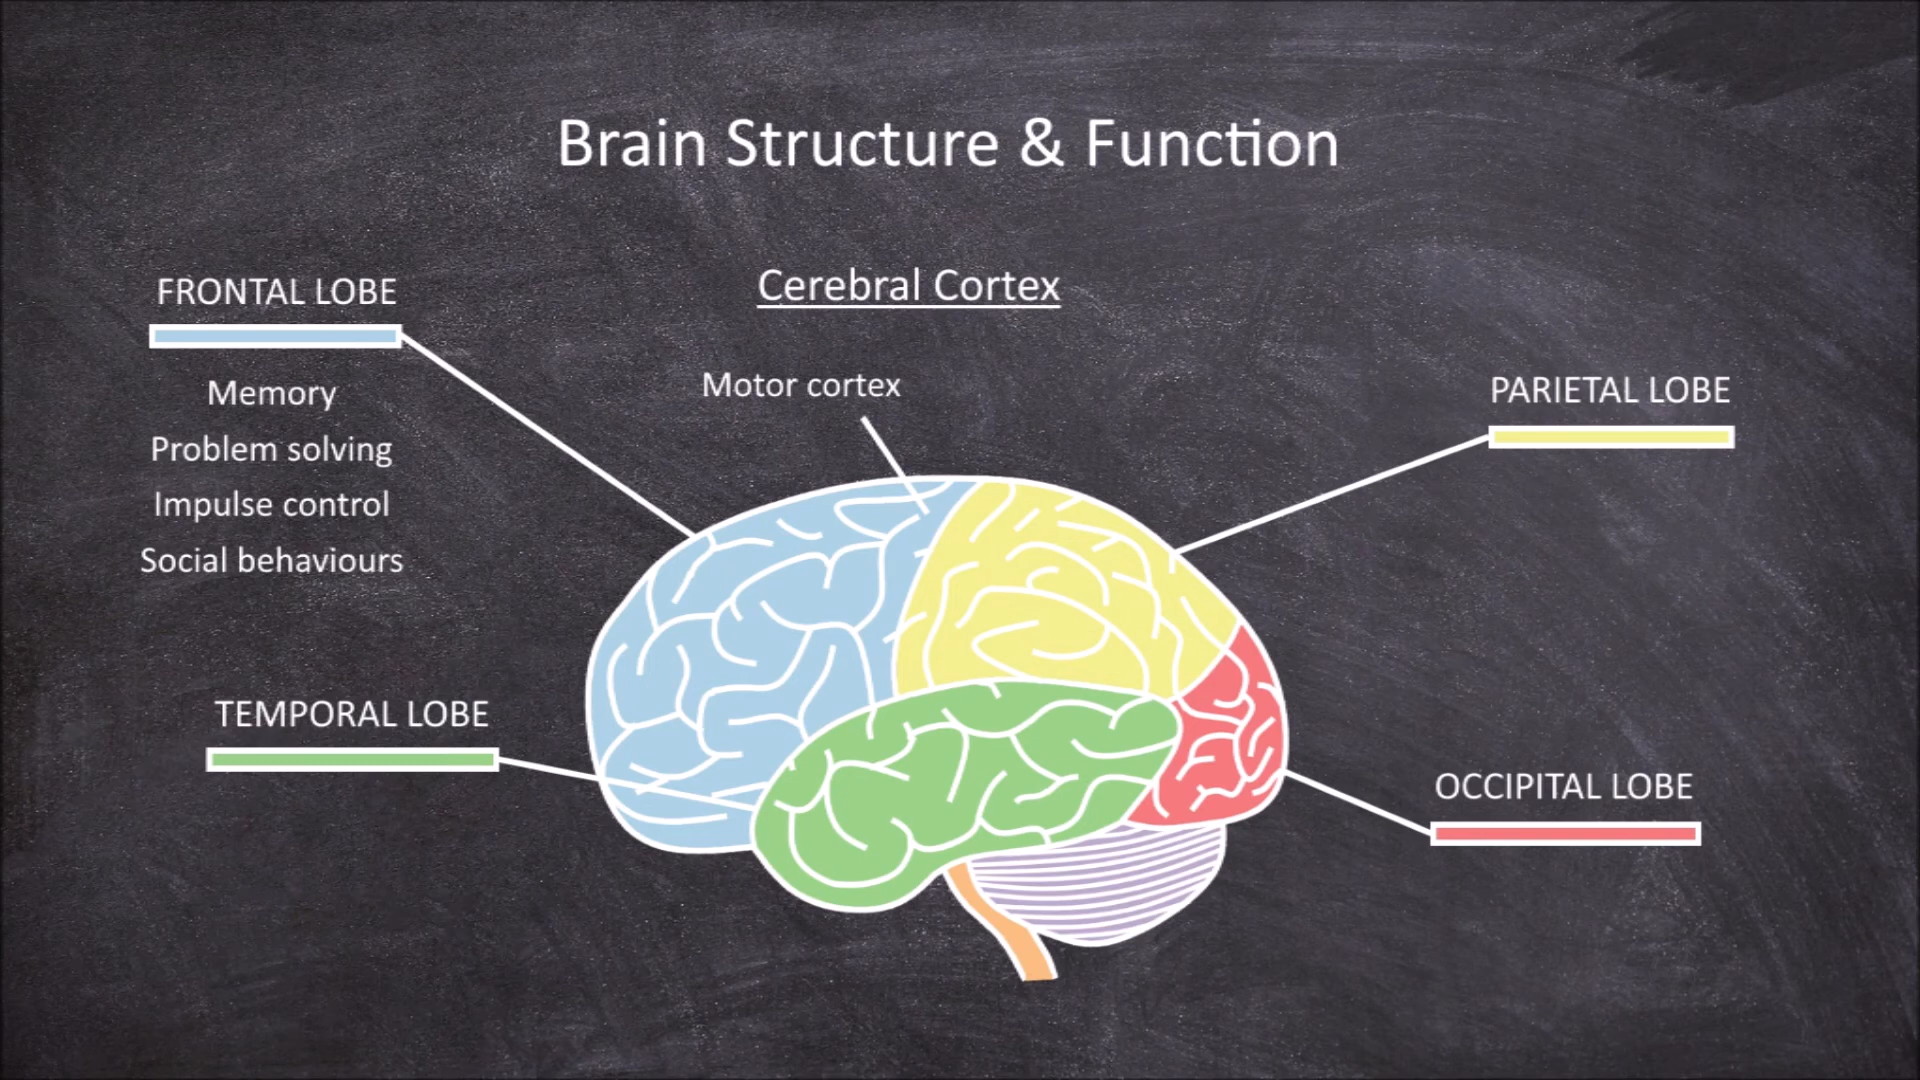 Brain Structure & Function
Cerebral Cortex
FRONTAL LOBE
Memory
Problem solving
Impulse control
Social behaviours
Motor cortex
PARIETAL LOBE
TEMPORAL LOBE
OCCIPITAL LOBE